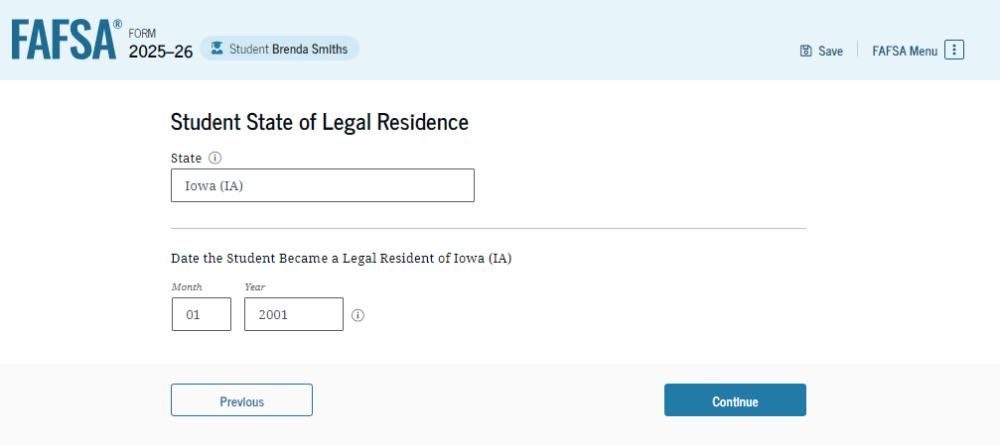 FAFSA® FORM 2025–26 Student Brenda Smiths Save FAFSA Menu
Student State of Legal Residence
State
Iowa (IA)
Date the Student Became a Legal Resident of Iowa (IA)
Month Year
01 2001
Previous Continue